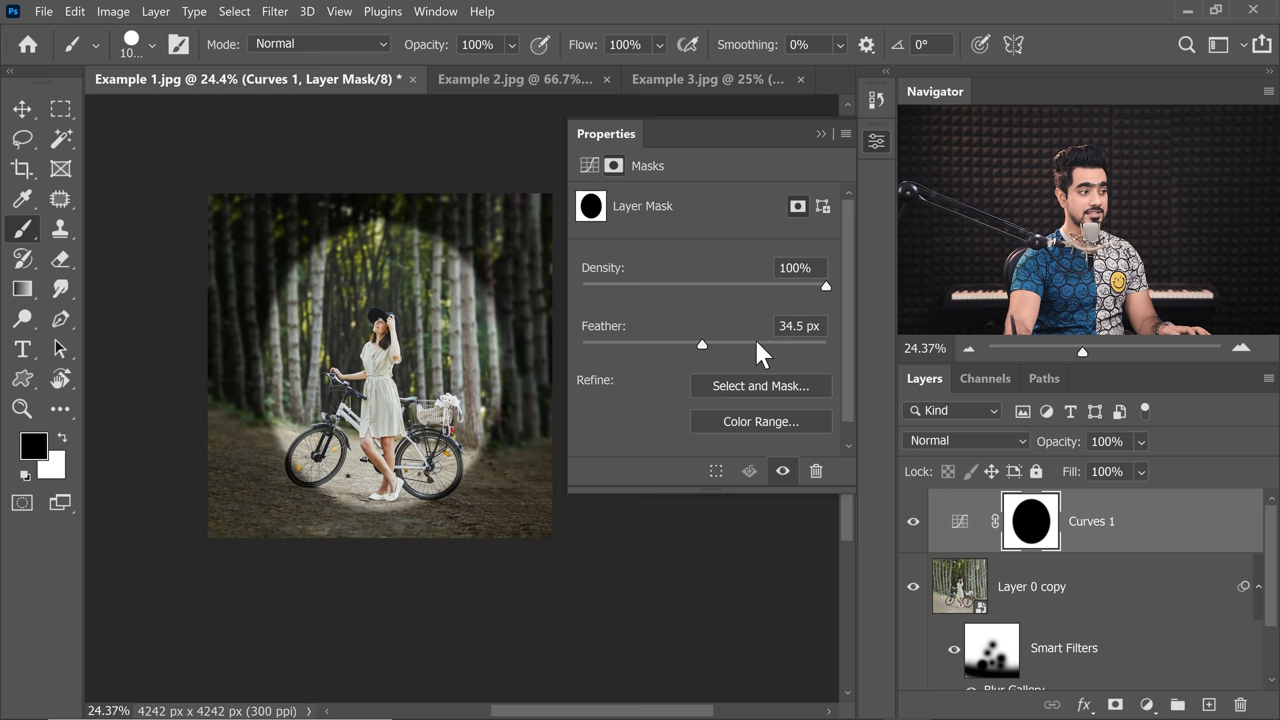 Ps File Edit Image Layer Type Select Filter 3D View Plugins Window Help
10... Mode: Normal Opacity: 100% Flow: 100% Smoothing: 0% 0°
Example 1.jpg @ 24.4% (Curves 1, Layer Mask/8) * × Example 2.jpg @ 66.7%... × Example 3.jpg @ 25% (... ×
Properties
Masks
Layer Mask
Density: 100%
Feather: 34.5 px
Refine: Select and Mask...
Color Range...
Navigator
24.37%
Layers Channels Paths
Kind
Normal Opacity: 100%
Lock: Fill: 100%
Curves 1
Layer 0 copy
Smart Filters
Blur Gallery
24.37% 4242 px x 4242 px (300 ppi)